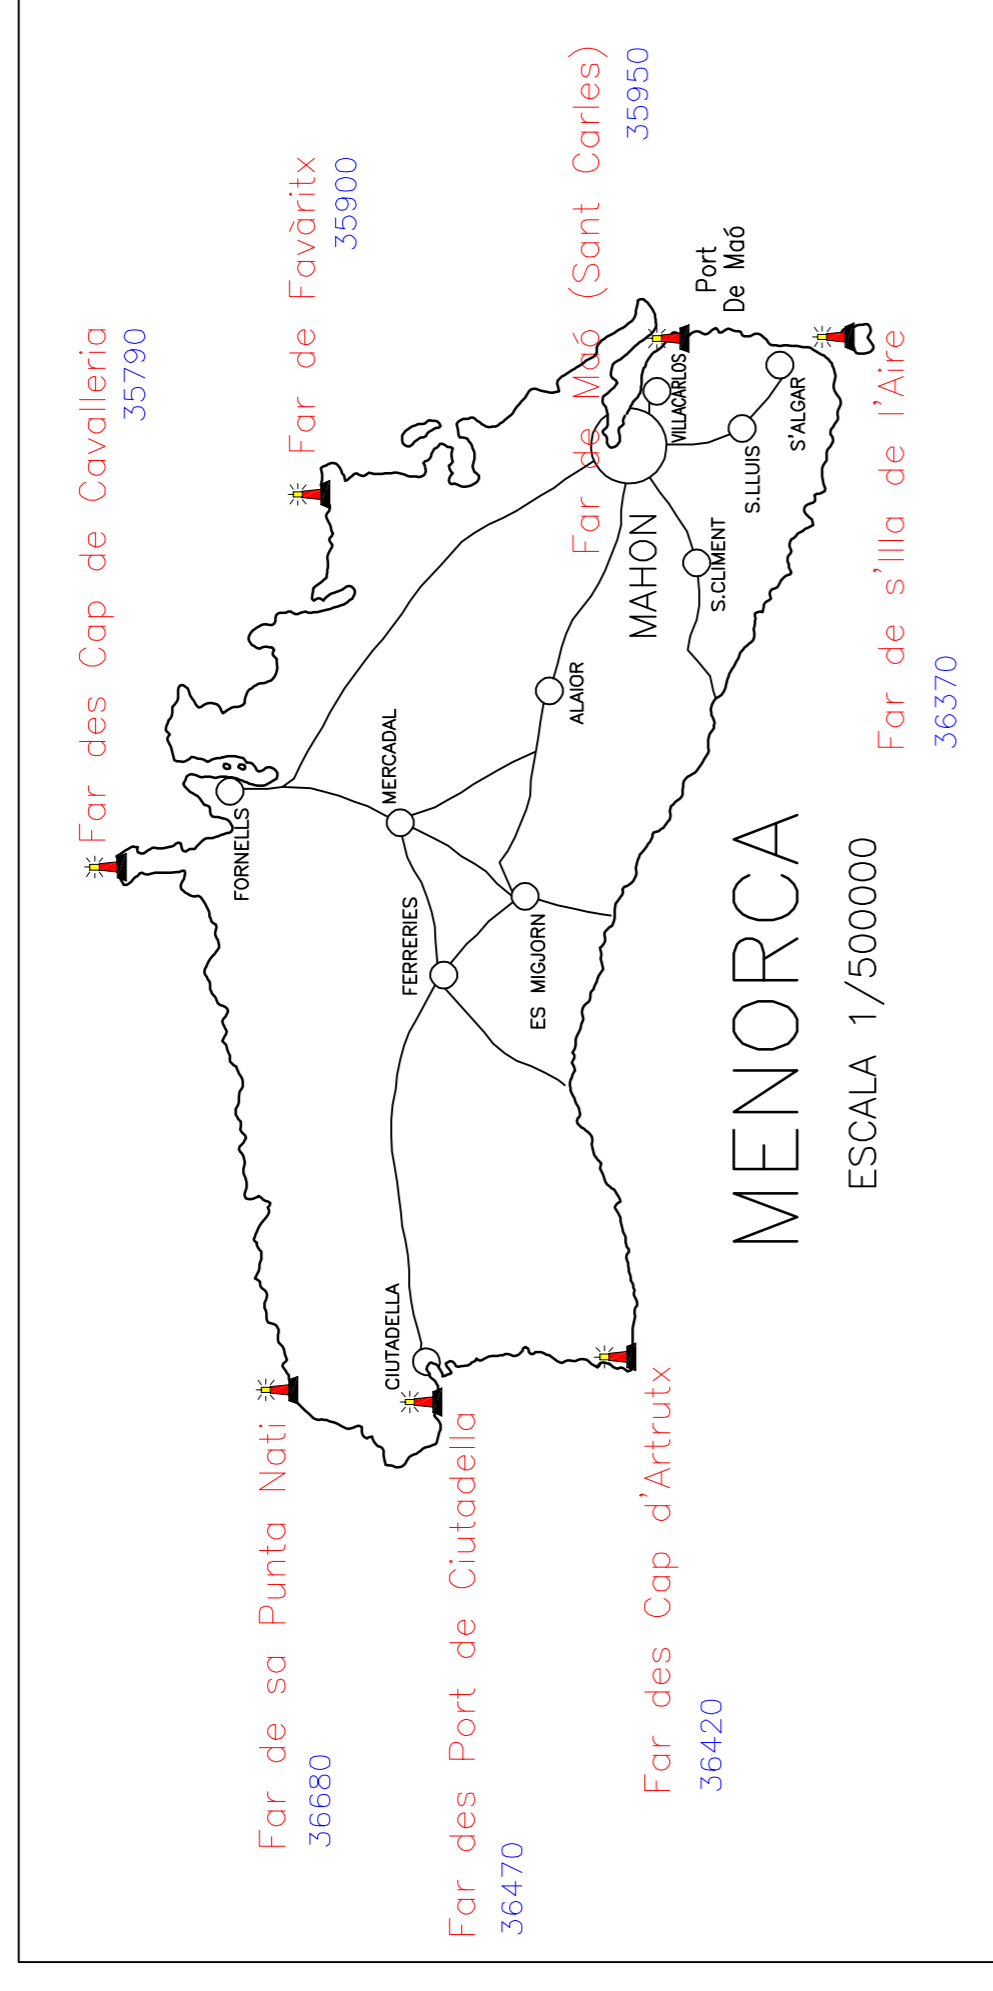 Far des Cap de Cavalleria
35790
Far de Favàritx
35900
Far de sa Punta Nati
36680
FORNELLS
MERCADAL
FERRERIES
CIUTADELLA
Far des Port de Ciutadella
36470
ES MIGJORN
ALAIOR
Far de Maó (Sant Carles)
35950
MAHON
VILLACARLOS
Port
De Maó
S.CLIMENT
S.LLUIS
S'ALGAR
Far des Cap d'Artrutx
36420
Far de s'Illa de l'Aire
36370
MENORCA
ESCALA 1/500000